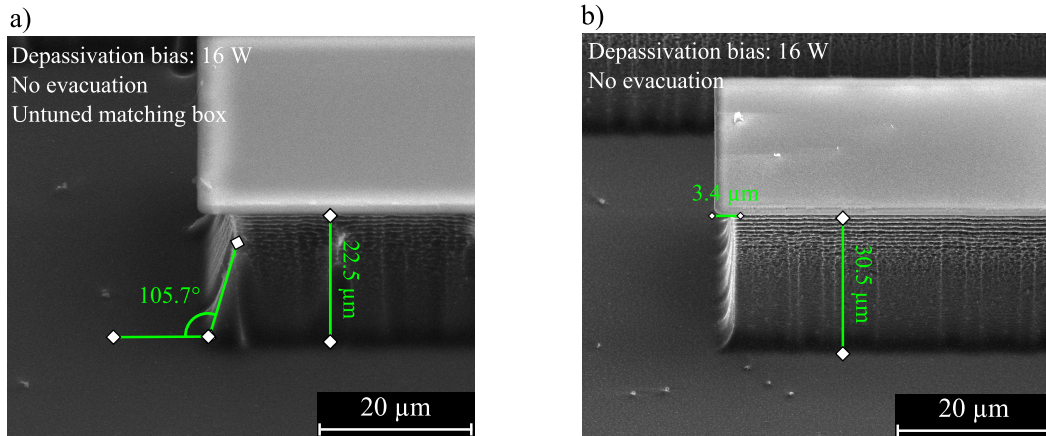 a)
Depassivation bias: 16 W
No evacuation
Untuned matching box
105.7°
22.5 µm
20 µm
b)
Depassivation bias: 16 W
No evacuation
3.4 µm
30.5 µm
20 µm